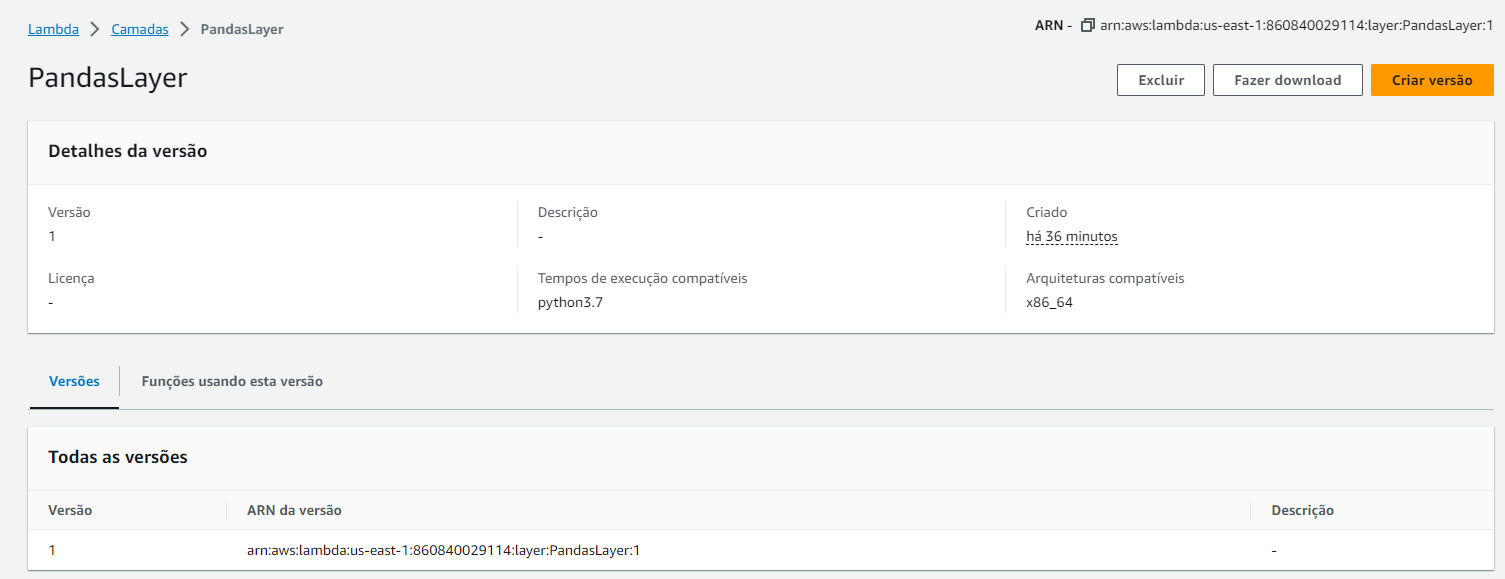 Lambda > Camadas > PandasLayer
ARN - arn:aws:lambda:us-east-1:860840029114:layer:PandasLayer:1
PandasLayer
Excluir Fazer download Criar versão
Detalhes da versão
Versão Descrição Criado
1 - há 36 minutos
Licença Tempos de execução compatíveis Arquiteturas compatíveis
- python3.7 x86_64
Versões Funções usando esta versão
Todas as versões
Versão ARN da versão Descrição
1 arn:aws:lambda:us-east-1:860840029114:layer:PandasLayer:1 -